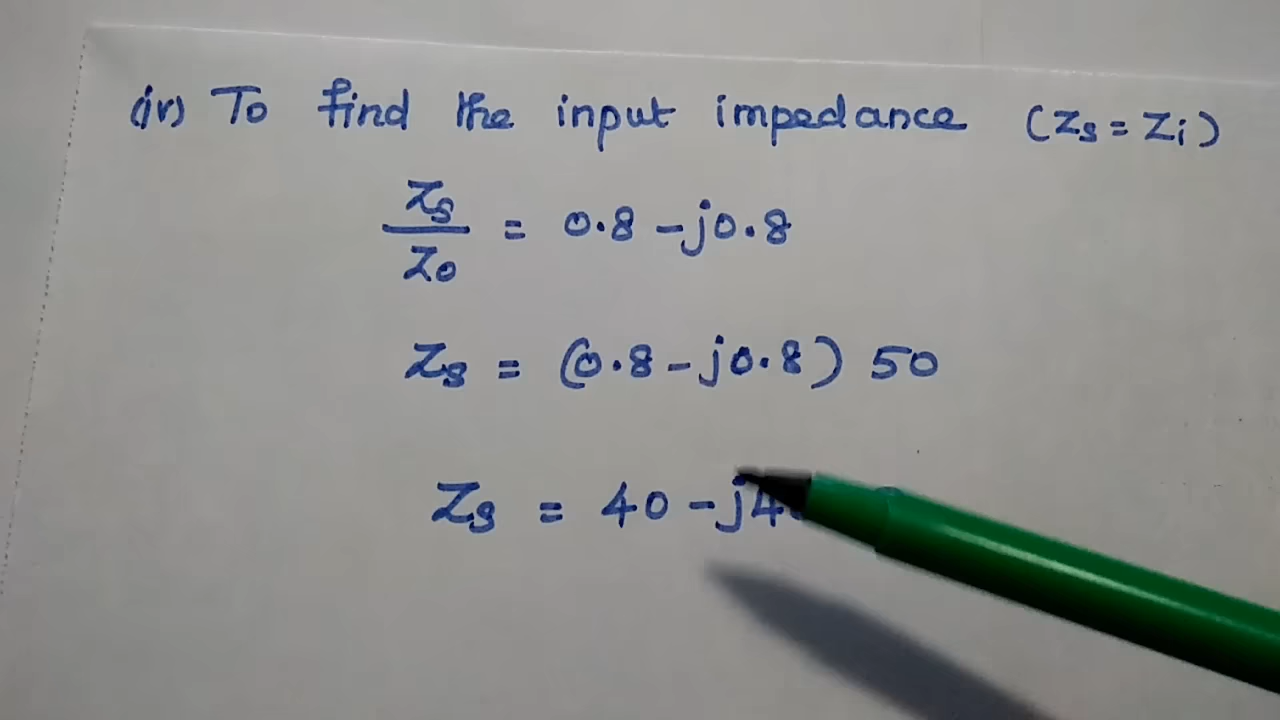 (iv) To find the input impedance (Zs = Zi)
Zs
Zo = 0.8 - j0.8
Zs = (0.8 - j0.8) 50
Zs = 40 - j4